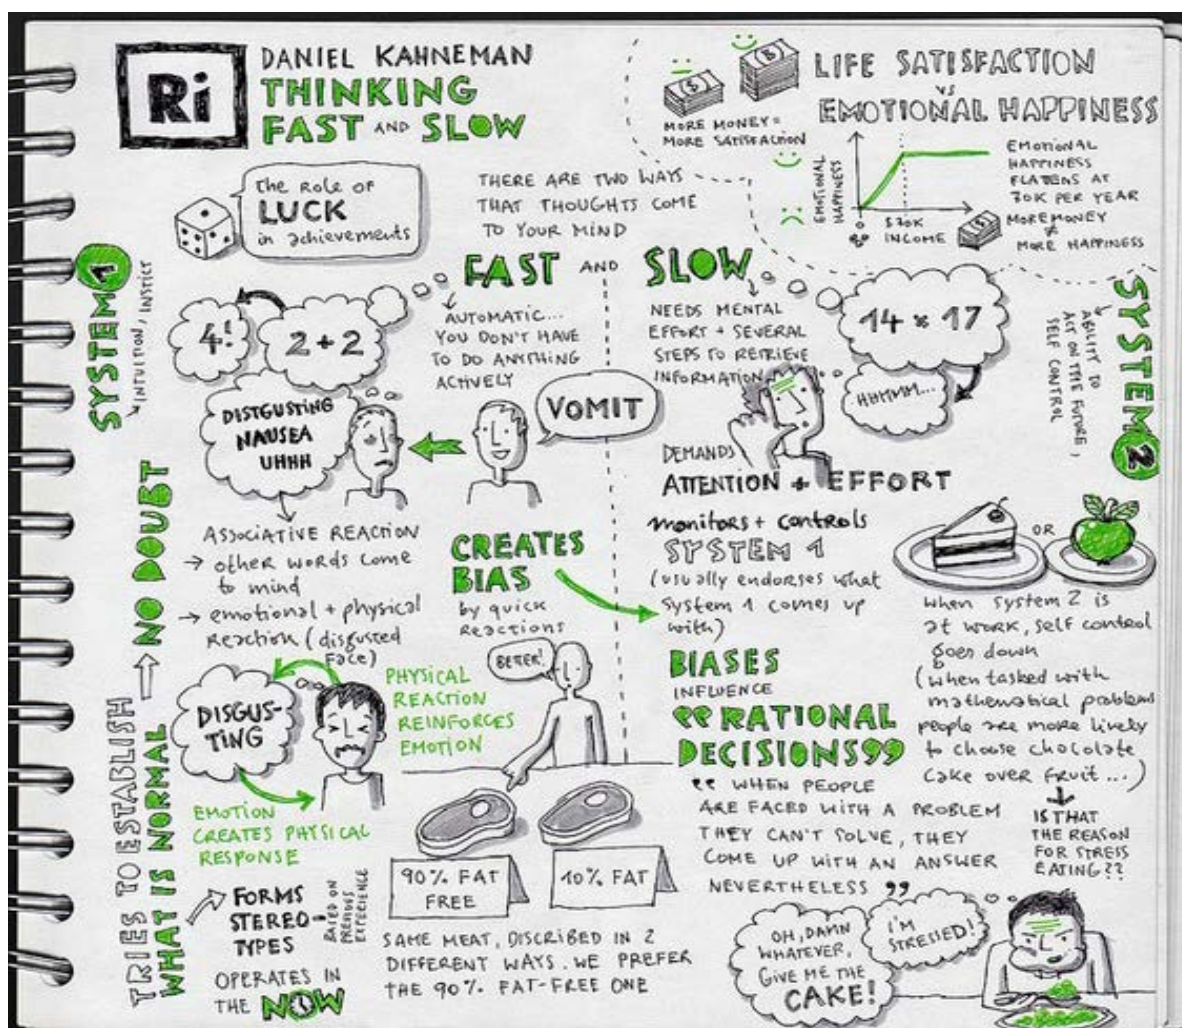 Ri
DANIEL KAHNEMAN
THINKING
FAST AND SLOW
The Role of
LUCK
in achievements
THERE ARE TWO WAYS
THAT THOUGHTS COME
TO YOUR MIND
MORE MONEY =
MORE SATISFACTION
LIFE SATISFACTION
VS
EMOTIONAL HAPPINESS
EMOTIONAL
HAPPINESS
0
$70K
INCOME
EMOTIONAL
HAPPINESS
FLATENS AT
70K PER YEAR
MORE MONEY
≠
MORE HAPPINESS
SYSTEM 1
INTUITION, INSTICT
FAST AND SLOW
4!
2 + 2
AUTOMATIC...
YOU DON'T HAVE
TO DO ANYTHING
ACTIVELY
NEEDS MENTAL
EFFORT + SEVERAL
STEPS TO RETRIEVE
INFORMATION
14 x 17
HUMMM...
SYSTEM 2
ABILITY TO
ACT ON THE FUTURE,
SELF CONTROL
DISTGUSTING
NAUSEA
UHHH
VOMIT
DEMANDS
ATTENTION + EFFORT
ASSOCIATIVE REACTION
→ other words come
to mind
→ emotional + physical
Reaction (disgusted
face)
CREATES
BIAS
by quick
Reactions
monitors + controls
SYSTEM 1
(usually endorses what
system 1 comes up
with)
OR
when system 2 is
at work, self control
goes down
(when tasked with
mathematical problems
people are more lively
to choose chocolate
cake over fruit...)
IS THAT
THE REASON
FOR STRESS
EATING??
DISGUS-
TING
PHYSICAL
REACTION
REINFORCES
EMOTION
EMOTION
CREATES PHYSICAL
RESPONSE
BETTER!
90% FAT
FREE
10% FAT
SAME MEAT, DISCRIBED IN 2
DIFFERENT WAYS. WE PREFER
THE 90% FAT-FREE ONE
BIASES
INFLUENCE
“RATIONAL
DECISIONS”
“WHEN PEOPLE
ARE FACED WITH A PROBLEM
THEY CAN'T SOLVE, THEY
COME UP WITH AN ANSWER
NEVERTHELESS”
OH, DAMN
WHATEVER,
GIVE ME THE
CAKE!
I'M
STRESSED!
TRIES TO ESTABLISH
WHAT IS NORMAL → NO DOUBT
FORMS
STEREO-
TYPES
BASED ON
PREVIOUS
EXPERIENCE
OPERATES IN
THE NOW